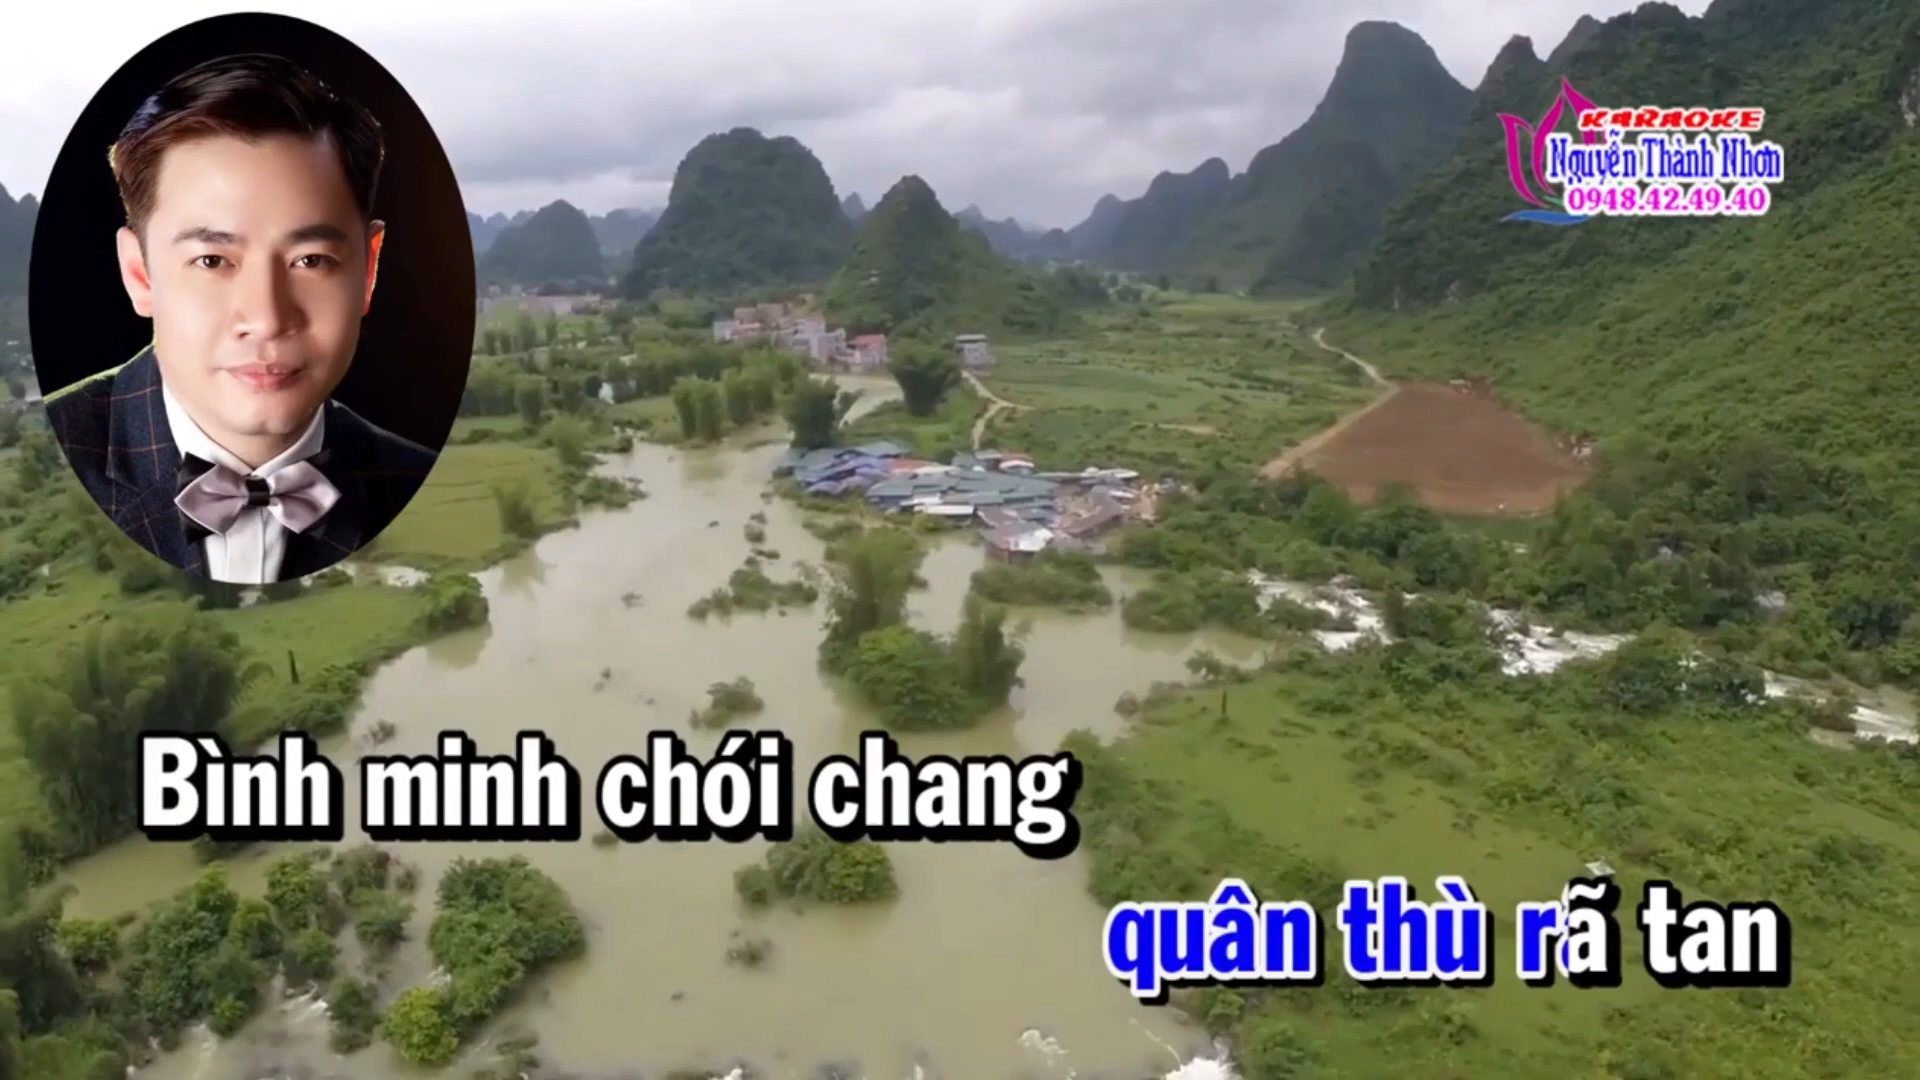 KARAOKE
Nguyễn Thành Nhơn
0948.42.49.40
Bình minh chói chang
quân thù rã tan